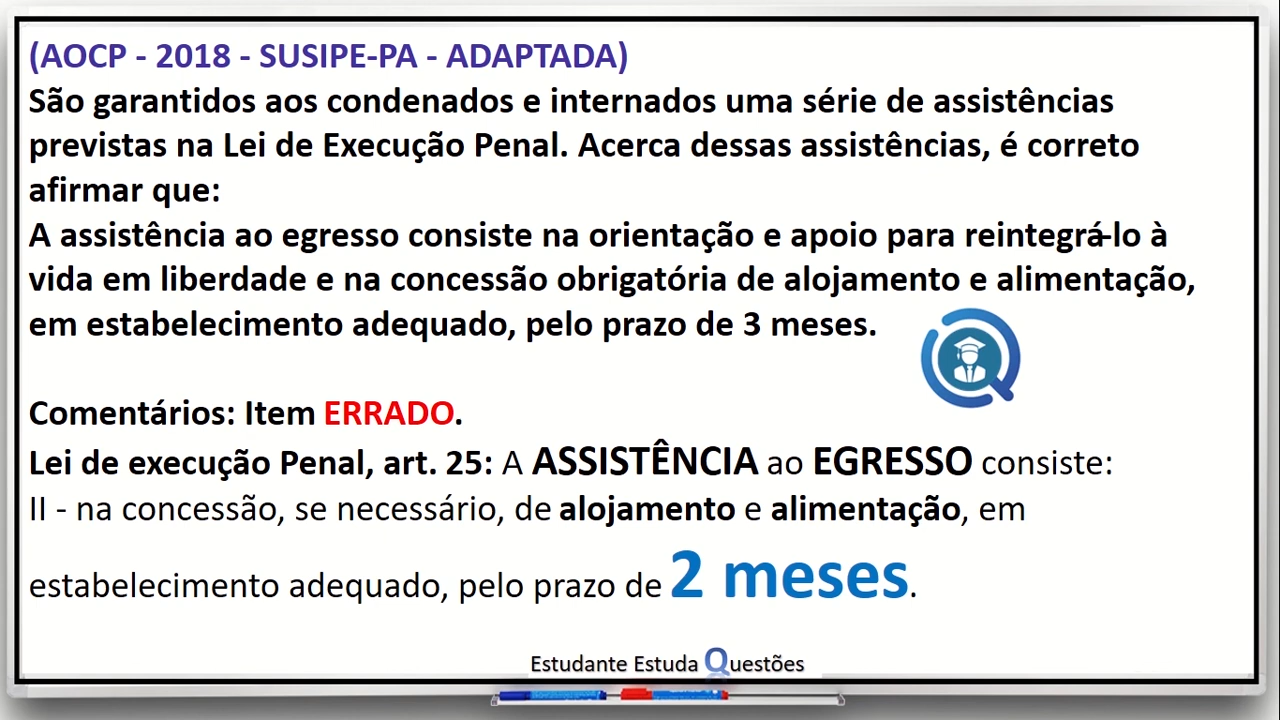 (AOCP - 2018 - SUSIPE-PA - ADAPTADA)
São garantidos aos condenados e internados uma série de assistências
previstas na Lei de Execução Penal. Acerca dessas assistências, é correto
afirmar que:
A assistência ao egresso consiste na orientação e apoio para reintegrá-lo à
vida em liberdade e na concessão obrigatória de alojamento e alimentação,
em estabelecimento adequado, pelo prazo de 3 meses.
Comentários: Item ERRADO.
Lei de execução Penal, art. 25: A ASSISTÊNCIA ao EGRESSO consiste:
II - na concessão, se necessário, de alojamento e alimentação, em
estabelecimento adequado, pelo prazo de 2 meses.
Estudante Estuda Questões